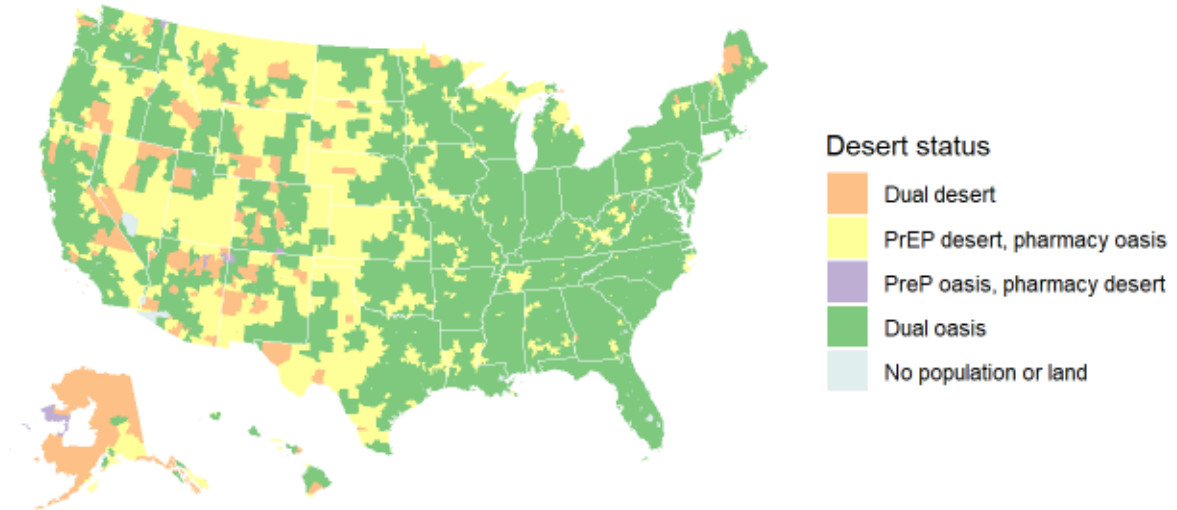 Desert status
Dual desert
PrEP desert, pharmacy oasis
PreP oasis, pharmacy desert
Dual oasis
No population or land